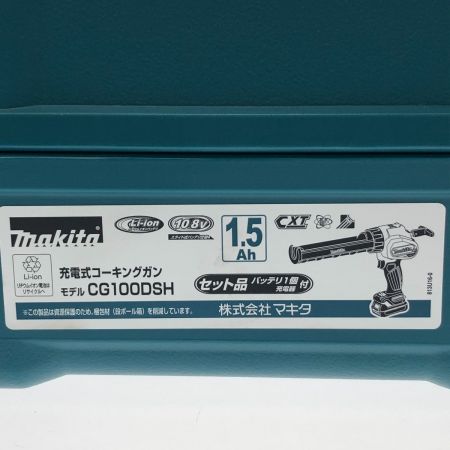 makita
Li-ion
10.8V
1.5
Ah
CXT
Li-ion
リチウムイオン電池は
リサイクルへ
充電式コーキングガン
モデル CG100DSH
セット品 バッテリ1個 充電器 付
※この製品は資源保護のため、梱包材(段ボール箱)を削減しています。
株式会社 マキタ
813U16-0